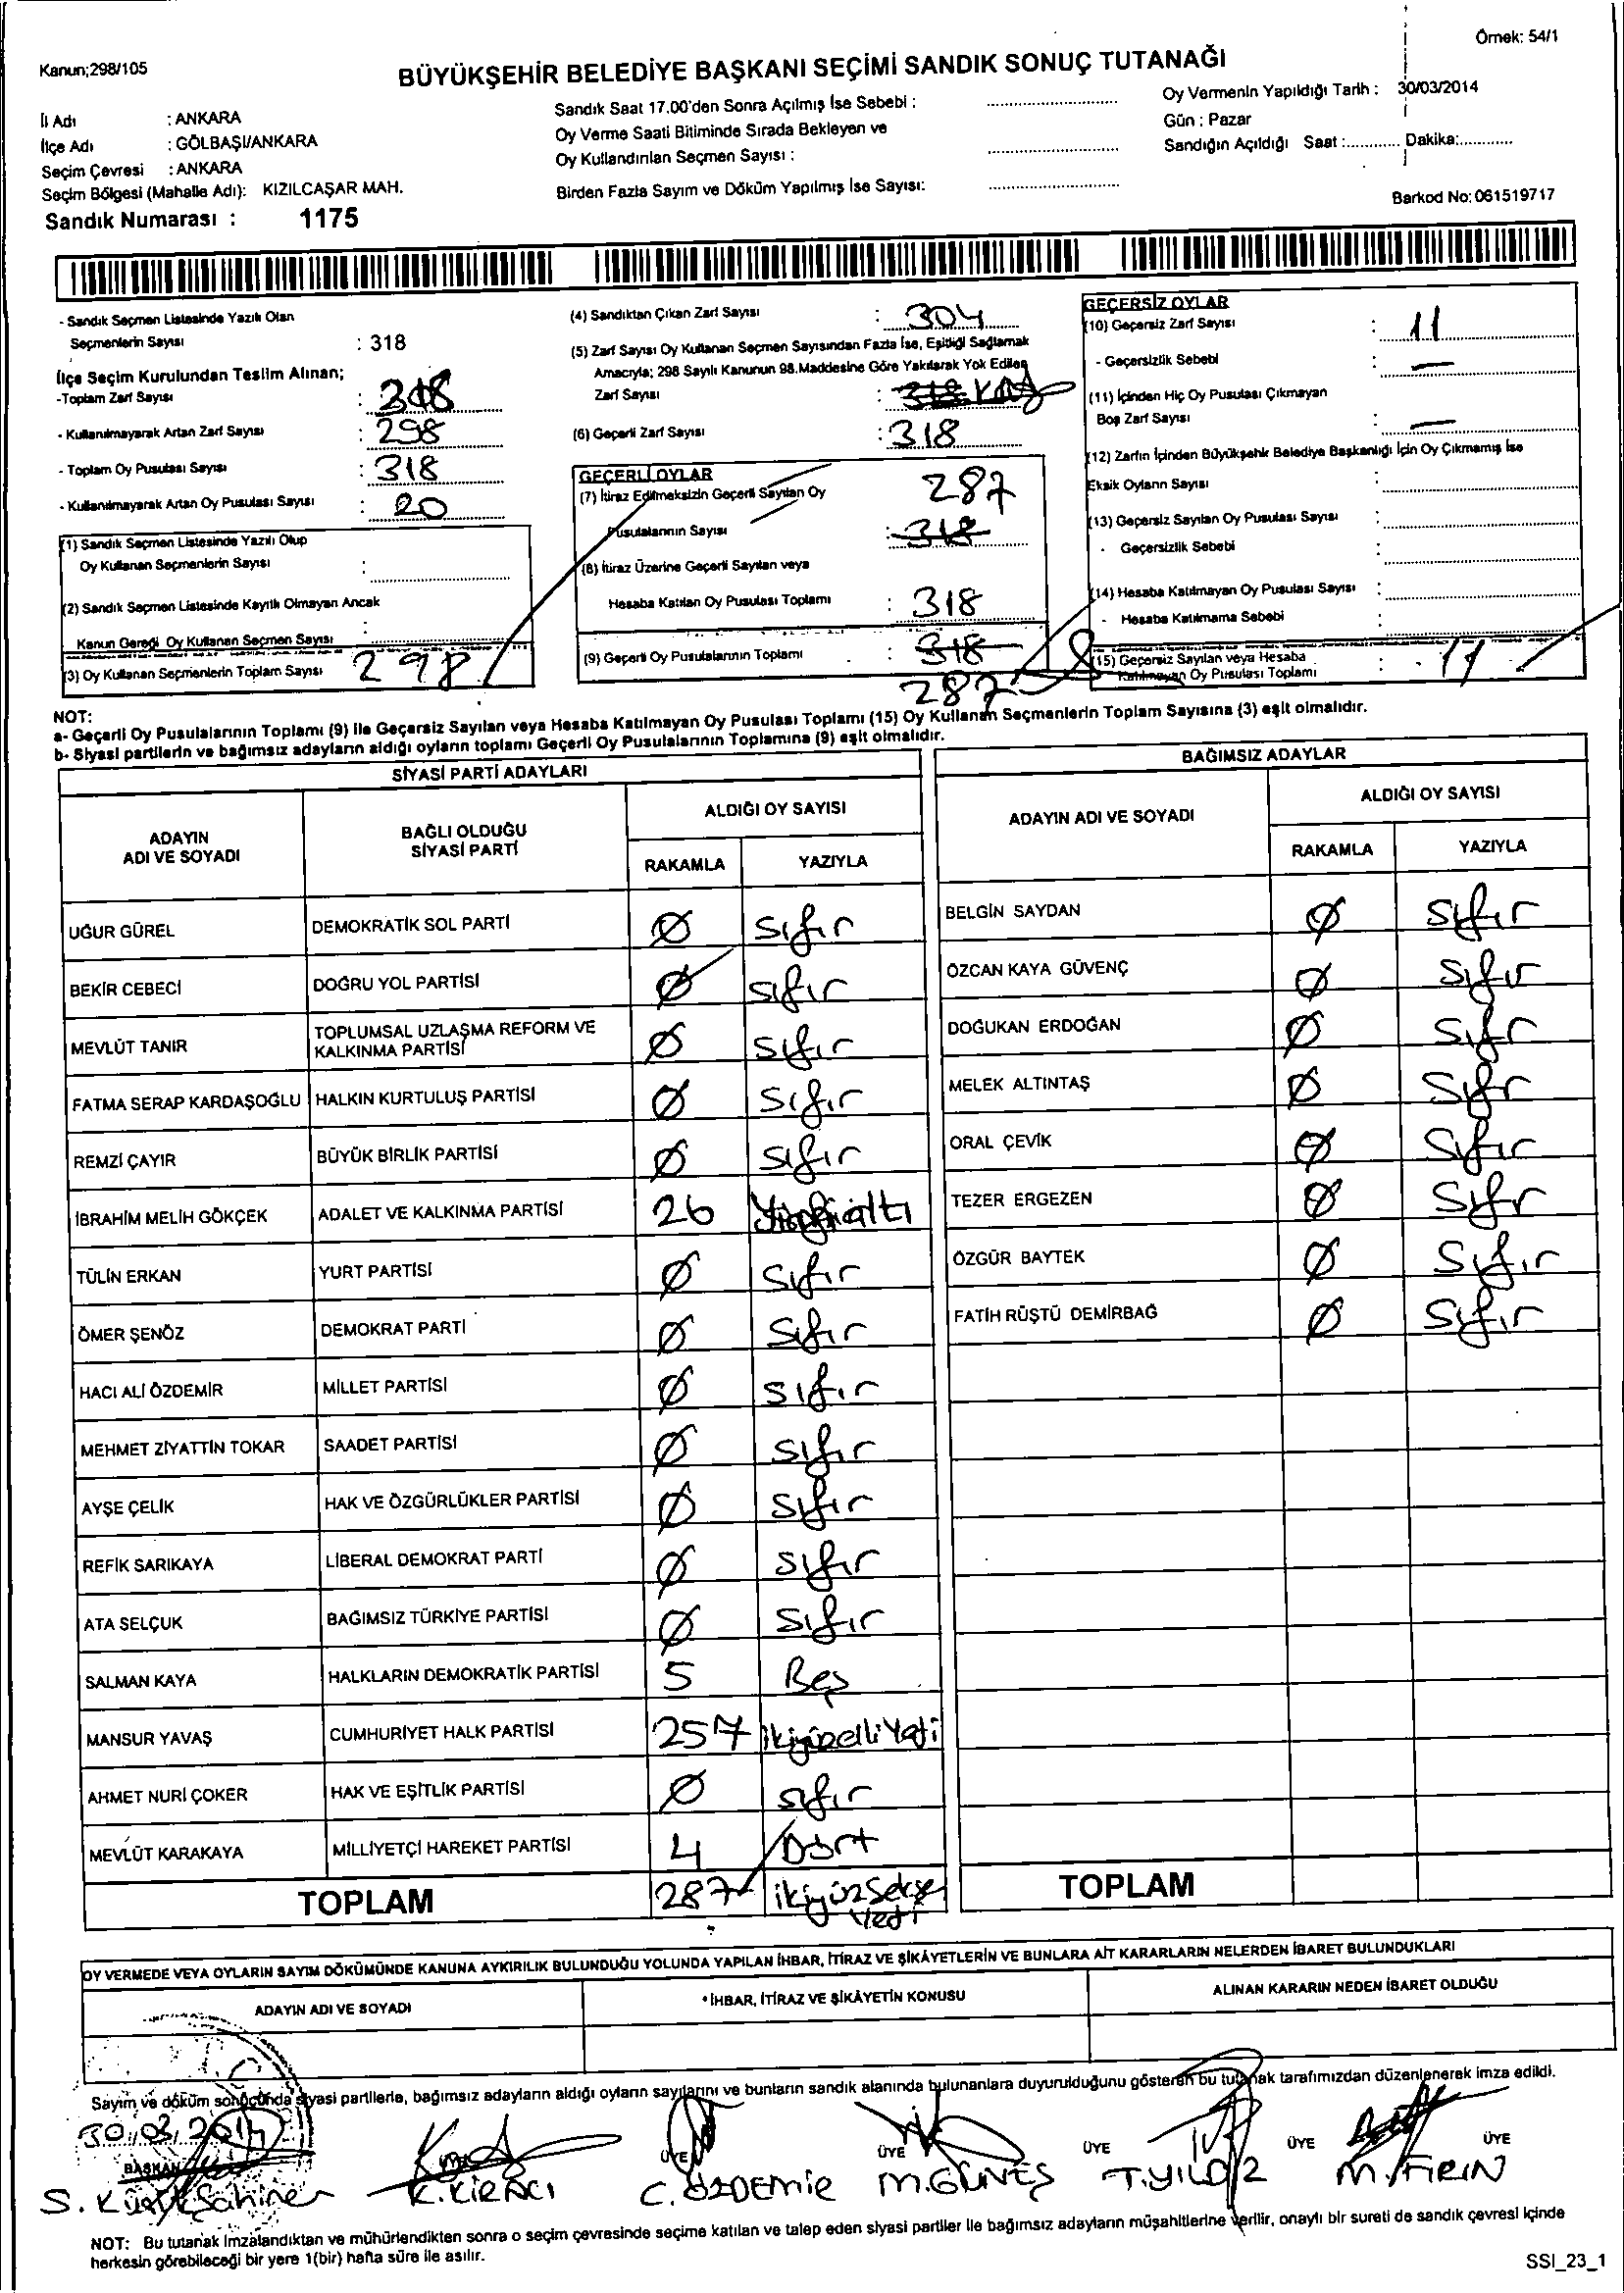 Örnek: 54/1
Kanun;298/105
BÜYÜKŞEHİR BELEDİYE BAŞKANI SEÇİMİ SANDIK SONUÇ TUTANAĞI
İl Adı : ANKARA
İlçe Adı : GÖLBAŞI/ANKARA
Seçim Çevresi : ANKARA
Seçim Bölgesi (Mahalle Adı): KIZILCAŞAR MAH.
Sandık Numarası : 1175
Sandık Saat 17.00'den Sonra Açılmış İse Sebebi :
Oy Verme Saati Bitiminde Sırada Bekleyen ve
Oy Kullandırılan Seçmen Sayısı :
Birden Fazla Sayım ve Döküm Yapılmış İse Sayısı:
Oy Vermenin Yapıldığı Tarih : 30/03/2014
Gün : Pazar
Sandığın Açıldığı Saat :............ Dakika:............
Barkod No: 061519717
- Sandık Seçmen Listesinde Yazılı Olan
Seçmenlerin Sayısı : 318
İlçe Seçim Kurulundan Teslim Alınan;
-Toplam Zarf Sayısı : 318
- Kullanılmayarak Artan Zarf Sayısı : 298
- Toplam Oy Pusulası Sayısı : 318
- Kullanılmayarak Artan Oy Pusulası Sayısı : 20
(1) Sandık Seçmen Listesinde Yazılı Olup
Oy Kullanan Seçmenlerin Sayısı :
(2) Sandık Seçmen Listesinde Kayıtlı Olmayan Ancak
Kanun Gereği Oy Kullanan Seçmen Sayısı :
(3) Oy Kullanan Seçmenlerin Toplam Sayısı 298
(4) Sandıktan Çıkan Zarf Sayısı : 304
(5) Zarf Sayısı Oy Kullanan Seçmen Sayısından Fazla İse, Eşitliği Sağlamak
Amacıyla; 298 Sayılı Kanunun 98.Maddesine Göre Yakılarak Yok Edilen
Zarf Sayısı :
(6) Geçerli Zarf Sayısı : 318
GEÇERLİ OYLAR
(7) İtiraz Edilmeksizin Geçerli Sayılan Oy 287
Pusulalarının Sayısı : 318
(8) İtiraz Üzerine Geçerli Sayılan veya
Hesaba Katılan Oy Pusulası Toplamı : 318
(9) Geçerli Oy Pusulalarının Toplamı : 318
287
GEÇERSİZ OYLAR
(10) Geçersiz Zarf Sayısı : 11
- Geçersizlik Sebebi : —
(11) İçinden Hiç Oy Pusulası Çıkmayan
Boş Zarf Sayısı : —
(12) Zarfın İçinden Büyükşehir Belediye Başkanlığı İçin Oy Çıkmamış İse
Eksik Oyların Sayısı :
(13) Geçersiz Sayılan Oy Pusulası Sayısı :
- Geçersizlik Sebebi :
(14) Hesaba Katılmayan Oy Pusulası Sayısı :
- Hesaba Katılmama Sebebi :
(15) Geçersiz Sayılan veya Hesaba
Katılmayan Oy Pusulası Toplamı : 11
NOT:
a- Geçerli Oy Pusulalarının Toplamı (9) ile Geçersiz Sayılan veya Hesaba Katılmayan Oy Pusulası Toplamı (15) Oy Kullanan Seçmenlerin Toplam Sayısına (3) eşit olmalıdır.
b- Siyasi partilerin ve bağımsız adayların aldığı oyların toplamı Geçerli Oy Pusulalarının Toplamına (9) eşit olmalıdır.
SİYASİ PARTİ ADAYLARI
ADAYIN ADI VE SOYADI
BAĞLI OLDUĞU SİYASİ PARTİ
ALDIĞI OY SAYISI
RAKAMLA YAZIYLA
UĞUR GÜREL DEMOKRATİK SOL PARTİ Ø Sıfır
BEKİR CEBECİ DOĞRU YOL PARTİSİ Ø Sıfır
MEVLÜT TANIR TOPLUMSAL UZLAŞMA REFORM VE KALKINMA PARTİSİ Ø Sıfır
FATMA SERAP KARDAŞOĞLU HALKIN KURTULUŞ PARTİSİ Ø Sıfır
REMZİ ÇAYIR BÜYÜK BİRLİK PARTİSİ Ø Sıfır
İBRAHİM MELİH GÖKÇEK ADALET VE KALKINMA PARTİSİ 26
TÜLİN ERKAN YURT PARTİSİ Ø Sıfır
ÖMER ŞENÖZ DEMOKRAT PARTİ Ø Sıfır
HACI ALİ ÖZDEMİR MİLLET PARTİSİ Ø Sıfır
MEHMET ZİYATTİN TOKAR SAADET PARTİSİ Ø Sıfır
AYŞE ÇELİK HAK VE ÖZGÜRLÜKLER PARTİSİ Ø Sıfır
REFİK SARIKAYA LİBERAL DEMOKRAT PARTİ Ø Sıfır
ATA SELÇUK BAĞIMSIZ TÜRKİYE PARTİSİ Ø Sıfır
SALMAN KAYA HALKLARIN DEMOKRATİK PARTİSİ 5 Beş
MANSUR YAVAŞ CUMHURİYET HALK PARTİSİ 257 ikiyüzelliYedi
AHMET NURİ ÇOKER HAK VE EŞİTLİK PARTİSİ Ø sıfır
MEVLÜT KARAKAYA MİLLİYETÇİ HAREKET PARTİSİ 4 Dört
TOPLAM 287 ikiyüzSeksen Yedi
BAĞIMSIZ ADAYLAR
ADAYIN ADI VE SOYADI
ALDIĞI OY SAYISI
RAKAMLA YAZIYLA
BELGİN SAYDAN Ø Sıfır
ÖZCAN KAYA GÜVENÇ Ø Sıfır
DOĞUKAN ERDOĞAN Ø Sıfır
MELEK ALTINTAŞ Ø Sıfır
ORAL ÇEVİK Ø Sıfır
TEZER ERGEZEN Ø Sıfır
ÖZGÜR BAYTEK Ø Sıfır
FATİH RÜŞTÜ DEMİRBAĞ Ø Sıfır
TOPLAM
OY VERMEDE VEYA OYLARIN SAYIM DÖKÜMÜNDE KANUNA AYKIRILIK BULUNDUĞU YOLUNDA YAPILAN İHBAR, İTİRAZ VE ŞİKÂYETLERİN VE BUNLARA AİT KARARLARIN NELERDEN İBARET BULUNDUKLARI
ADAYIN ADI VE SOYADI
İHBAR, İTİRAZ VE ŞİKÂYETİN KONUSU
ALINAN KARARIN NEDEN İBARET OLDUĞU
Sayım ve döküm sonucunda siyasi partilerle, bağımsız adayların aldığı oyların sayılarını ve bunların sandık alanında bulunanlara duyurulduğunu gösteren bu tutanak tarafımızdan düzenlenerek imza edildi.
30.03.2014
BAŞKAN ÜYE ÜYE ÜYE ÜYE ÜYE
S. KüçükŞahiner K.KİRACI C.ÖZDEMİR M.GÜNEŞ T.YILDIZ M.FIRIN
NOT: Bu tutanak imzalandıktan ve mühürlendikten sonra o seçim çevresinde seçime katılan ve talep eden siyasi partiler ile bağımsız adayların müşahitlerine verilir, onaylı bir sureti de sandık çevresi içinde
herkesin görebileceği bir yere 1(bir) hafta süre ile asılır.
SSI_23_1